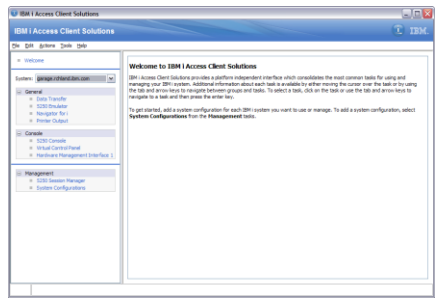 IBM i Access Client Solutions
IBM i Access Client Solutions
IBM.
File Edit Actions Tools Help
Welcome
System: garage.rchland.ibm.com
General
Data Transfer
5250 Emulator
Navigator for i
Printer Output
Console
5250 Console
Virtual Control Panel
Hardware Management Interface 1
Management
5250 Session Manager
System Configurations
Welcome to IBM i Access Client Solutions
IBM i Access Client Solutions provides a platform independent interface which consolidates the most common tasks for using and
managing your IBM i system. Additional information about each task is available by either moving the cursor over the task or by using
the tab and arrow keys to navigate between groups and tasks. To select a task, click on the task or use the tab and arrow keys to
navigate to a task and then press the enter key.
To get started, add a system configuration for each IBM i system you want to use or manage. To add a system configuration, select
System Configurations from the Management tasks.